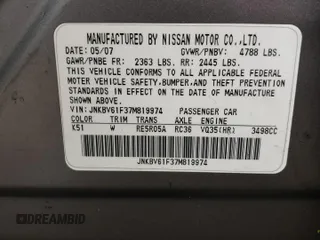 MANUFACTURED BY NISSAN MOTOR CO., LTD.
DATE: 05/07 GVWR/PNBV: 4788 LBS.
GAWR/PNBE FR: 2363 LBS. RR: 2445 LBS.
THIS VEHICLE CONFORMS TO ALL APPLICABLE
FEDERAL MOTOR VEHICLE SAFETY, BUMPER, AND THEFT PREVENTION
STANDARDS IN EFFECT ON THE DATE OF MANUFACTURE SHOWN ABOVE.
VIN: JNKBV61F37M819974 PASSENGER CAR
COLOR TRIM TRANS AXLE ENGINE
K51 W RE5R05A RC36 VQ35(HR) 3498CC
JNKBV61F37M819974
© DREAMBID
DREAMBID.COM